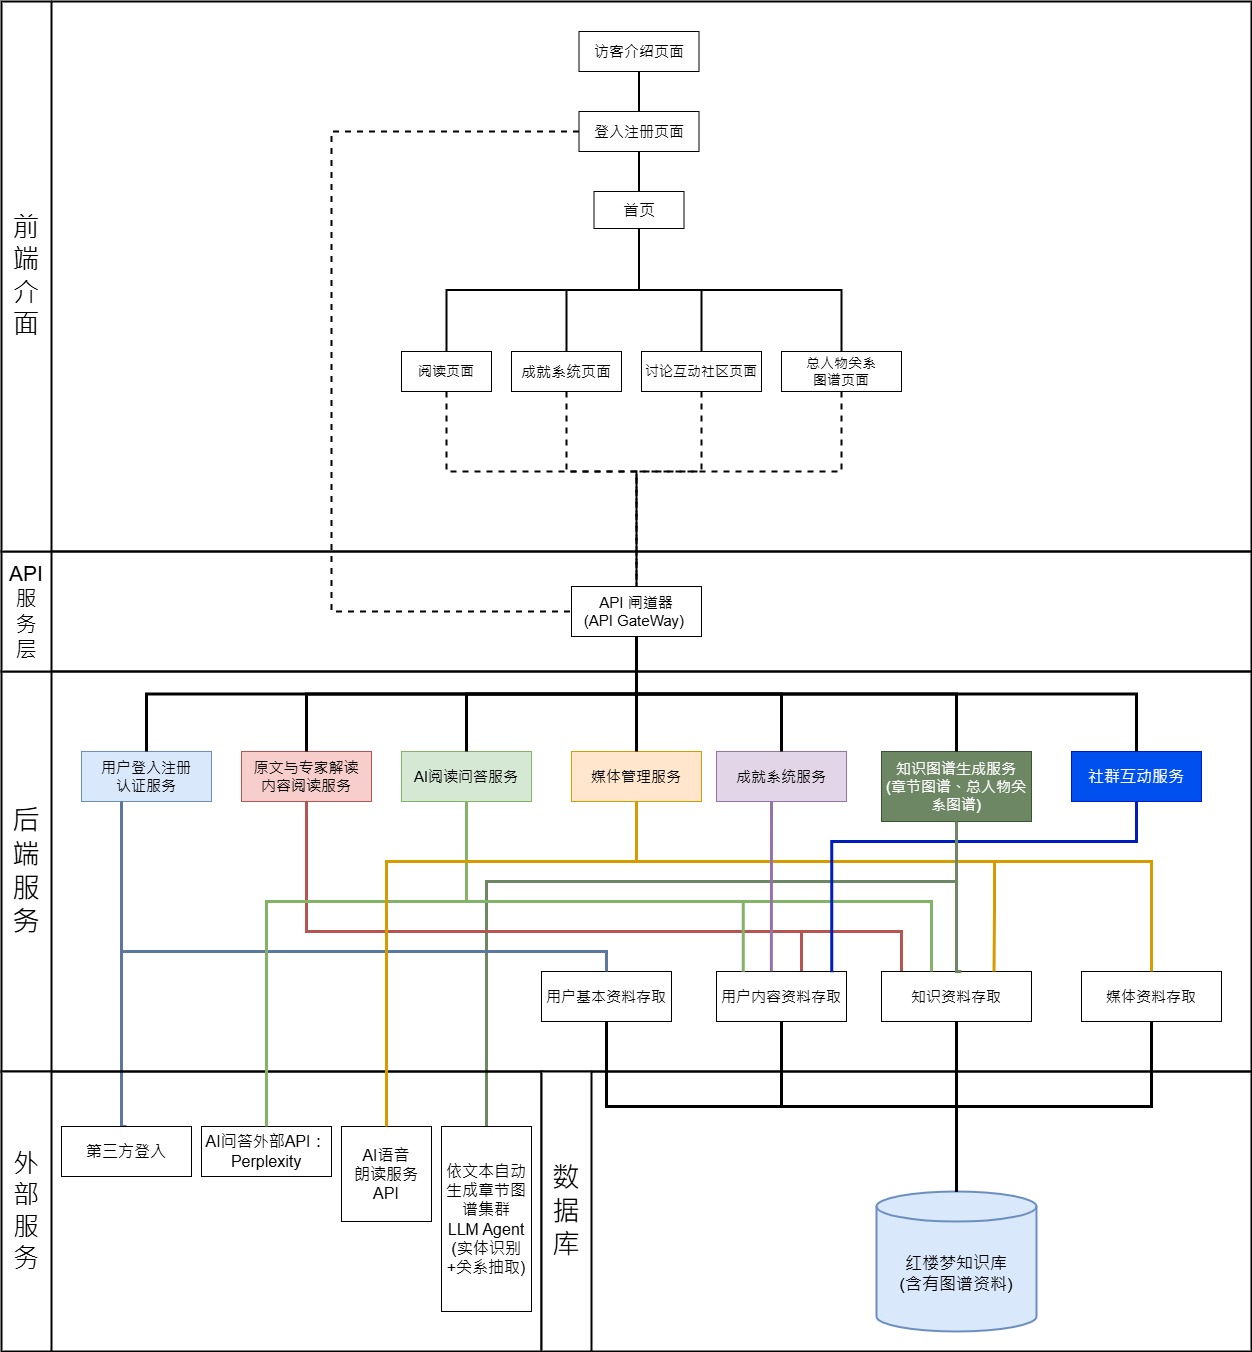 前
端
介
面
访客介绍页面
登入注册页面
首页
阅读页面
成就系统页面
讨论互动社区页面
总人物关系
图谱页面
API
服
务
层
API 闸道器
(API GateWay)
后
端
服
务
用户登入注册
认证服务
原文与专家解读
内容阅读服务
AI阅读问答服务
媒体管理服务
成就系统服务
知识图谱生成服务
(章节图谱、总人物关
系图谱)
社群互动服务
用户基本资料存取
用户内容资料存取
知识资料存取
媒体资料存取
外
部
服
务
第三方登入
AI问答外部API：
Perplexity
AI语音
朗读服务
API
依文本自动
生成章节图
谱集群
LLM Agent
(实体识别
+关系抽取)
数
据
库
红楼梦知识库
(含有图谱资料)